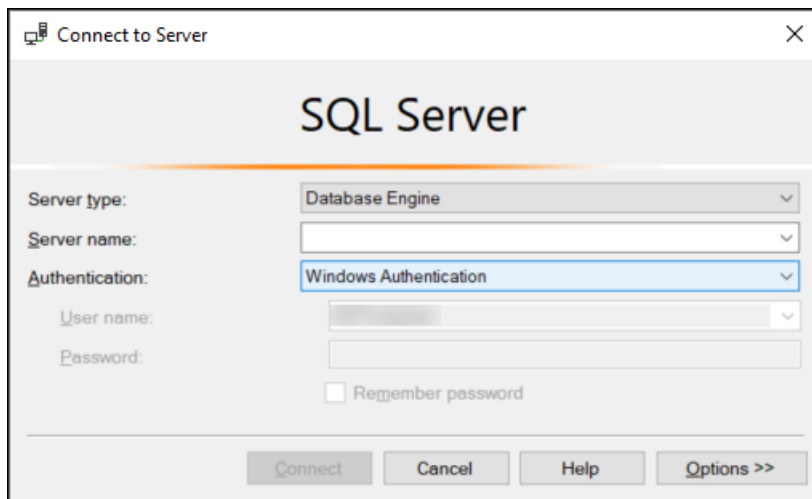 Connect to Server
SQL Server
Server type: Database Engine
Server name:
Authentication: Windows Authentication
User name:
Password:
Remember password
Connect Cancel Help Options >>